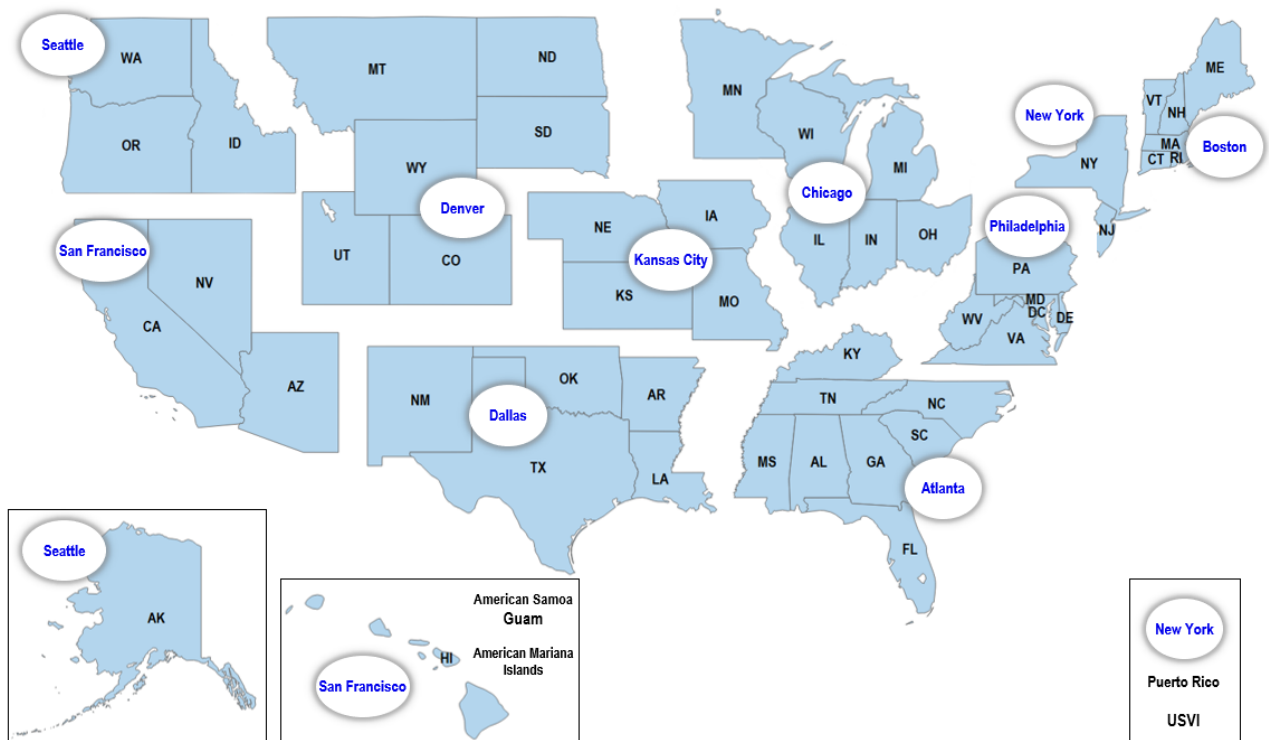 Seattle
WA
OR
ID
MT
ND
SD
WY
Denver
UT
CO
San Francisco
NV
CA
AZ
NE
IA
Kansas City
KS
MO
MN
WI
MI
Chicago
IL
IN
OH
New York
NY
NJ
ME
VT
NH
MA
CT
RI
Boston
Philadelphia
PA
MD
DC
DE
WV
VA
NM
OK
AR
Dallas
TX
LA
KY
TN
NC
SC
MS
AL
GA
Atlanta
FL
Seattle
AK
American Samoa
Guam
HI
American Mariana
Islands
San Francisco
New York
Puerto Rico
USVI